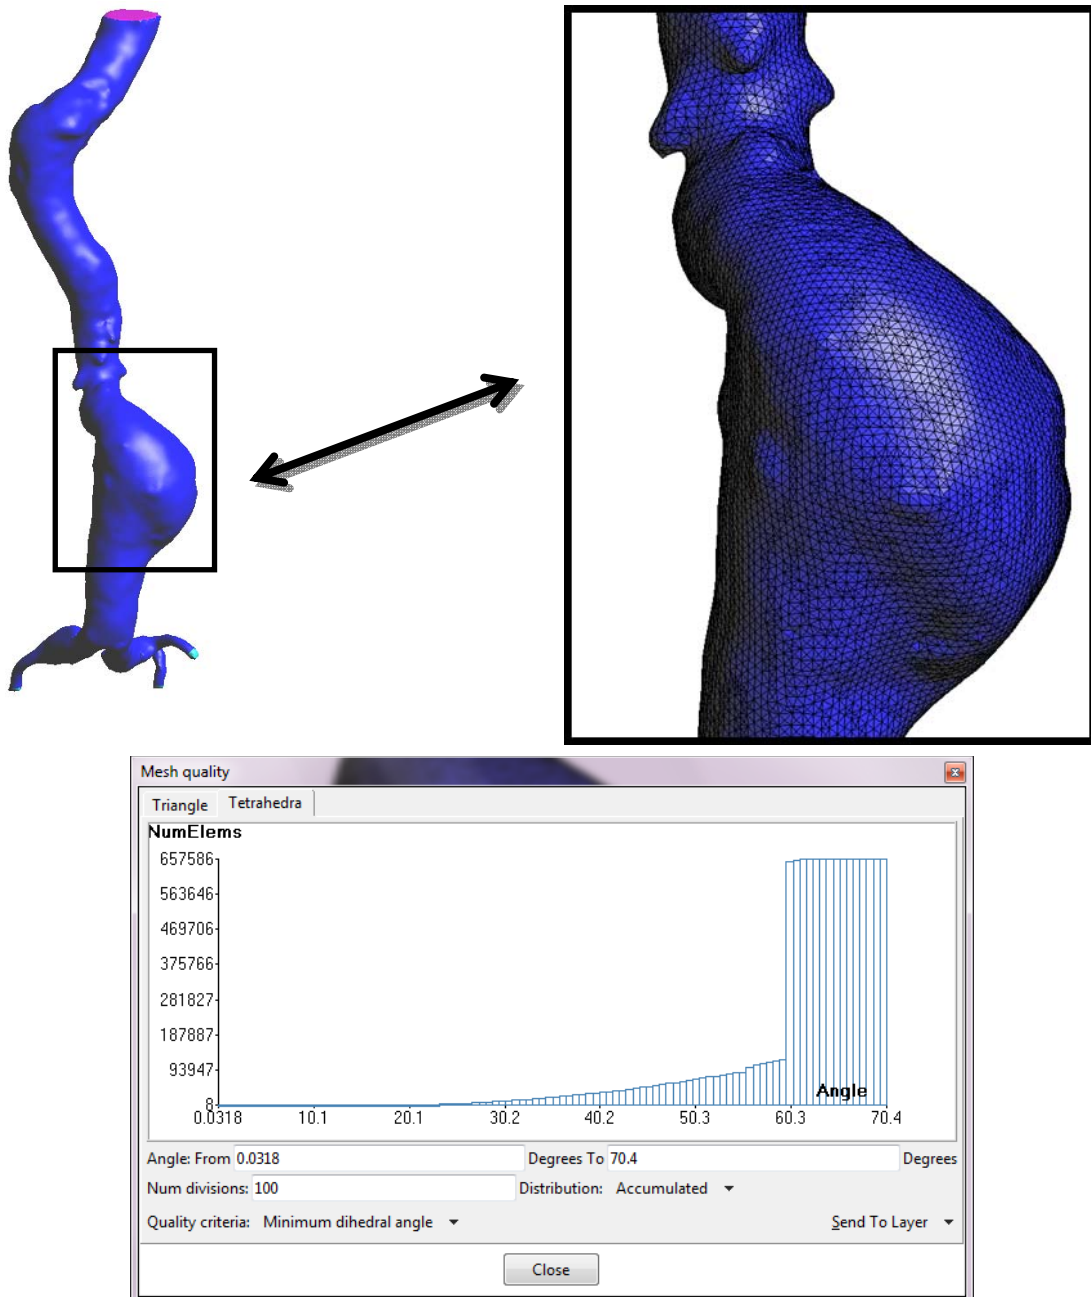 Mesh quality
Triangle Tetrahedra
NumElems
657586
563646
469706
375766
281827
187887
93947
8
Angle
0.0318 10.1 20.1 30.2 40.2 50.3 60.3 70.4
Angle: From 0.0318 Degrees To 70.4 Degrees
Num divisions: 100 Distribution: Accumulated
Quality criteria: Minimum dihedral angle Send To Layer
Close